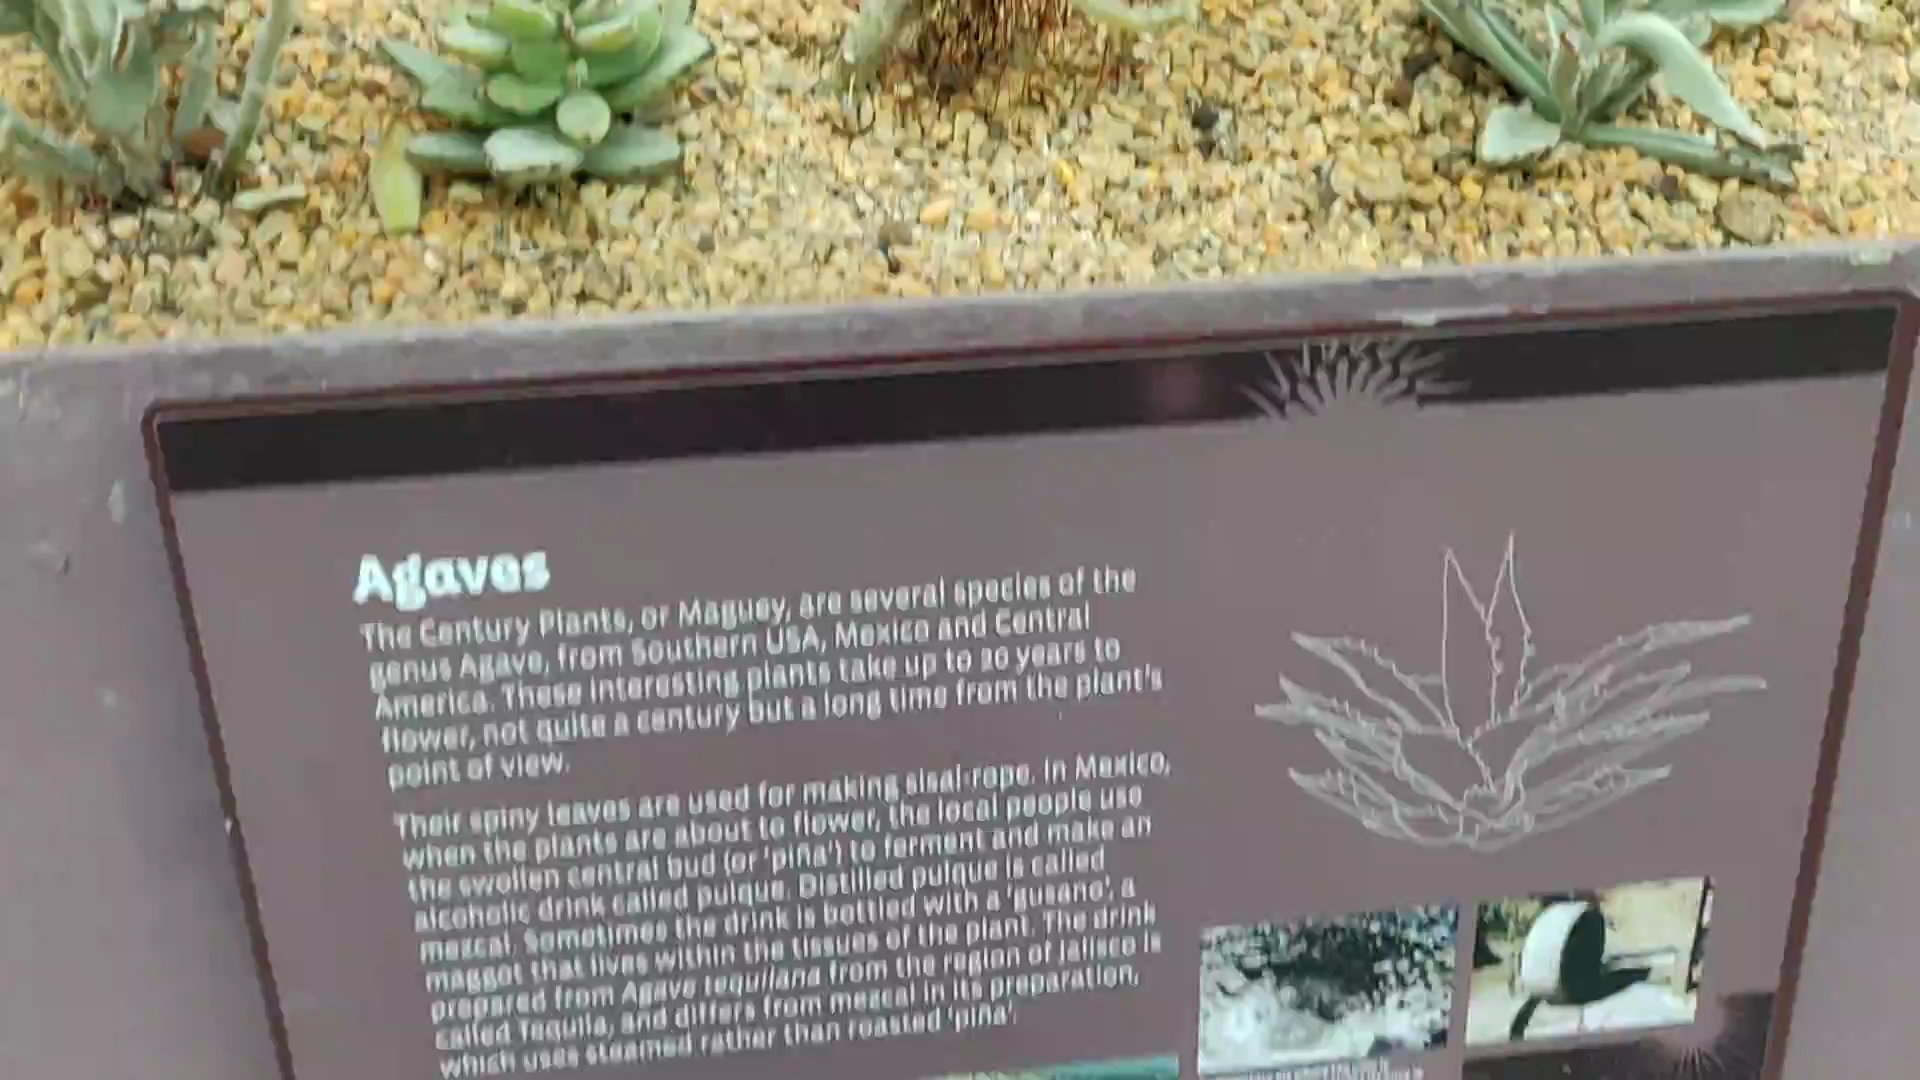 Agaves
The Century Plants, or Maguey, are several species of the
genus Agave, from Southern USA, Mexico and Central
America. These interesting plants take up to 20 years to
flower, not quite a century but a long time from the plant's
point of view.
Their spiny leaves are used for making sisal rope. In Mexico,
when the plants are about to flower, the local people use
the swollen central bud (or 'piña') to ferment and make an
alcoholic drink called pulque. Distilled pulque is called
mezcal. Sometimes the drink is bottled with a 'gusano', a
maggot that lives within the tissues of the plant. The drink
prepared from Agave tequilana from the region of Jalisco is
called Tequila, and differs from mezcal in its preparation,
which uses steamed rather than roasted 'piña'.